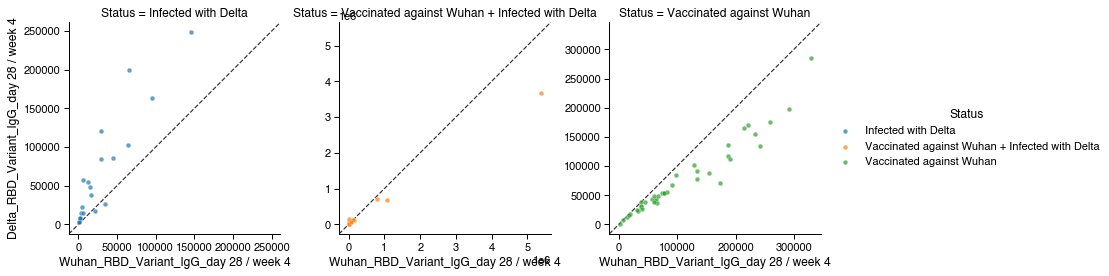 Status = Infected with Delta
Status = Vaccinated against Wuhan + Infected with Delta
Status = Vaccinated against Wuhan
1e6
Delta_RBD_Variant_IgG_day 28 / week 4
250000
200000
150000
100000
50000
0
5
4
3
2
1
0
300000
250000
200000
150000
100000
50000
0
0 50000 100000 150000 200000 250000
0 1 2 3 4 5
0 100000 200000 300000
1e6
Wuhan_RBD_Variant_IgG_day 28 / week 4
Wuhan_RBD_Variant_IgG_day 28 / week 4
Wuhan_RBD_Variant_IgG_day 28 / week 4
Status
Infected with Delta
Vaccinated against Wuhan + Infected with Delta
Vaccinated against Wuhan